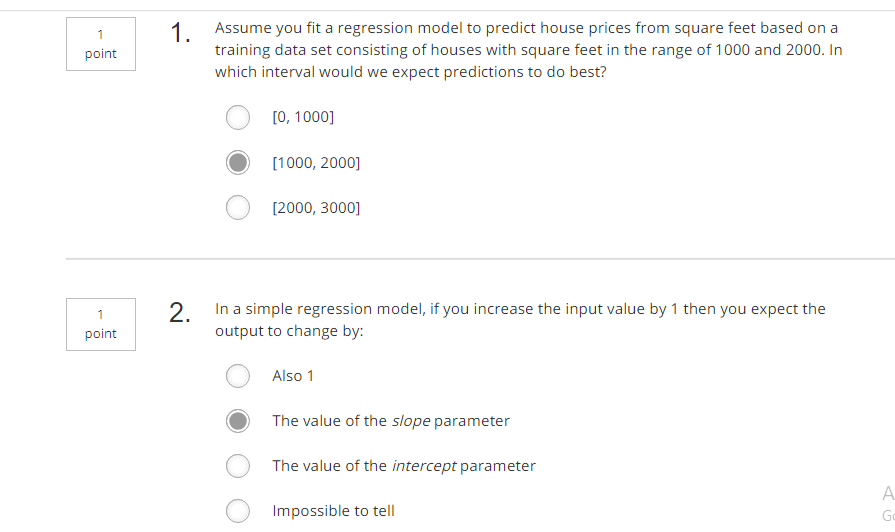 1
point
1.
Assume you fit a regression model to predict house prices from square feet based on a
training data set consisting of houses with square feet in the range of 1000 and 2000. In
which interval would we expect predictions to do best?
[0, 1000]
[1000, 2000]
[2000, 3000]
1
point
2.
In a simple regression model, if you increase the input value by 1 then you expect the
output to change by:
Also 1
The value of the slope parameter
The value of the intercept parameter
Impossible to tell